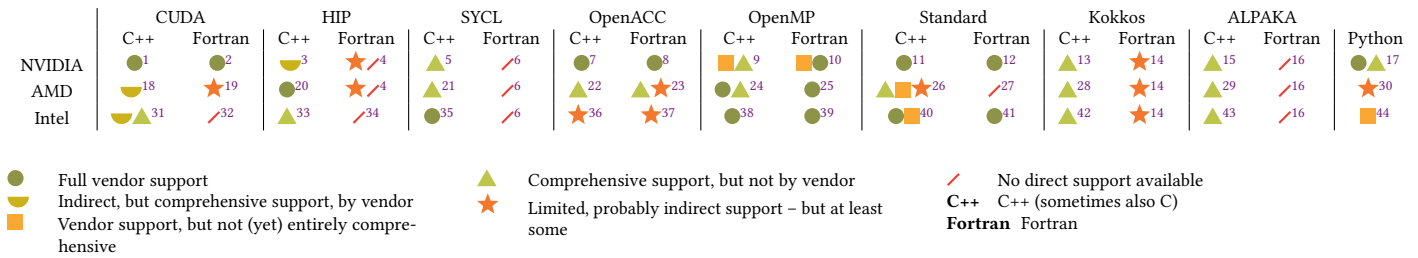 CUDA HIP SYCL OpenACC OpenMP Standard Kokkos ALPAKA
C++ Fortran C++ Fortran C++ Fortran C++ Fortran C++ Fortran C++ Fortran C++ Fortran C++ Fortran Python
NVIDIA 1 2 3 4 5 6 7 8 9 10 11 12 13 14 15 16 17
AMD 18 19 20 4 21 6 22 23 24 25 26 27 28 14 29 16 30
Intel 31 32 33 34 35 6 36 37 38 39 40 41 42 14 43 16 44
Full vendor support
Indirect, but comprehensive support, by vendor
Vendor support, but not (yet) entirely compre-
hensive
Comprehensive support, but not by vendor
Limited, probably indirect support – but at least
some
No direct support available
C++ C++ (sometimes also C)
Fortran Fortran